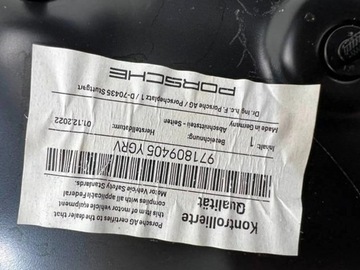 PORSCHE
Dr. Ing h.c. F. Porsche AG / Porscheplatz 1 / D-70435 Stuttgart
Made in Germany
Inhalt: Bezeichnung: Herstelldatum:
1 Abschnittsteil - Seiten 01.12.2022
971809405 YGRV
Kontrollierte
Qualität
Porsche AG certifies to the dealer that
this item of motor vehicle equipment
complies with all applicable Federal
Motor Vehicle Safety Standards.